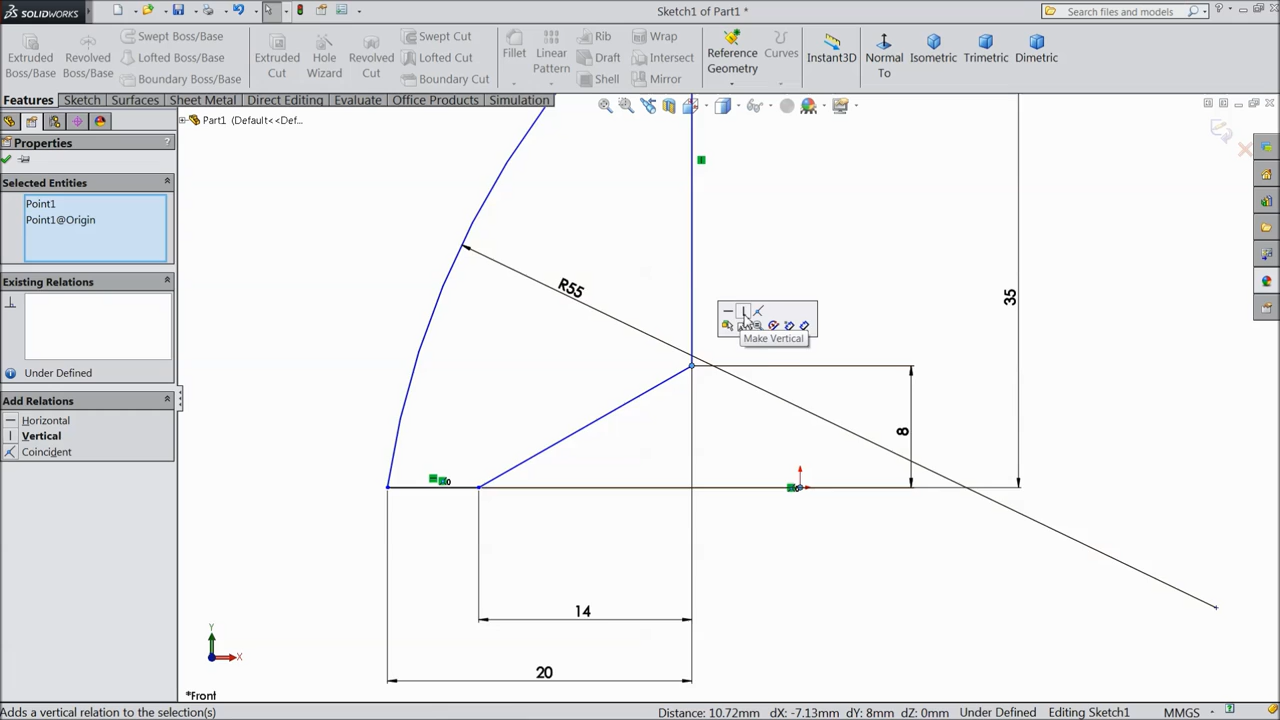 SOLIDWORKS
Sketch1 of Part1 *
Search files and models
Extruded Boss/Base
Revolved Boss/Base
Swept Boss/Base
Lofted Boss/Base
Boundary Boss/Base
Extruded Cut
Hole Wizard
Revolved Cut
Swept Cut
Lofted Cut
Boundary Cut
Fillet
Linear Pattern
Rib
Draft
Shell
Wrap
Intersect
Mirror
Reference Geometry
Curves
Instant3D
Normal To
Isometric
Trimetric
Dimetric
Features
Sketch
Surfaces
Sheet Metal
Direct Editing
Evaluate
Office Products
Simulation
Part1 (Default<<Def...
Properties
?
Selected Entities
Point1
Point1@Origin
Existing Relations
Under Defined
Add Relations
Horizontal
Vertical
Coincident
R55
35
8
14
20
Make Vertical
Y
X
*Front
Adds a vertical relation to the selection(s)
Distance: 10.72mm dX: -7.13mm dY: 8mm dZ: 0mm Under Defined Editing Sketch1 MMGS